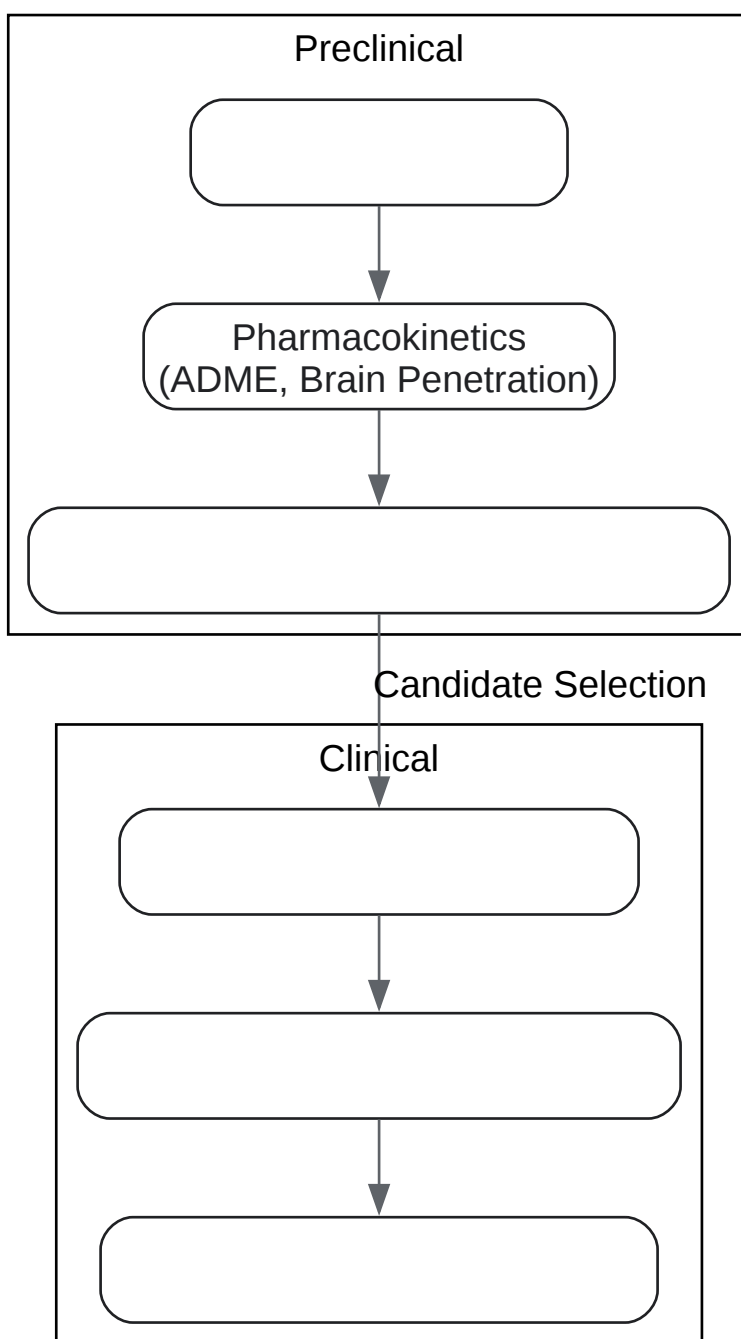 Preclinical
Pharmacokinetics
(ADME, Brain Penetration)
Candidate Selection
Clinical